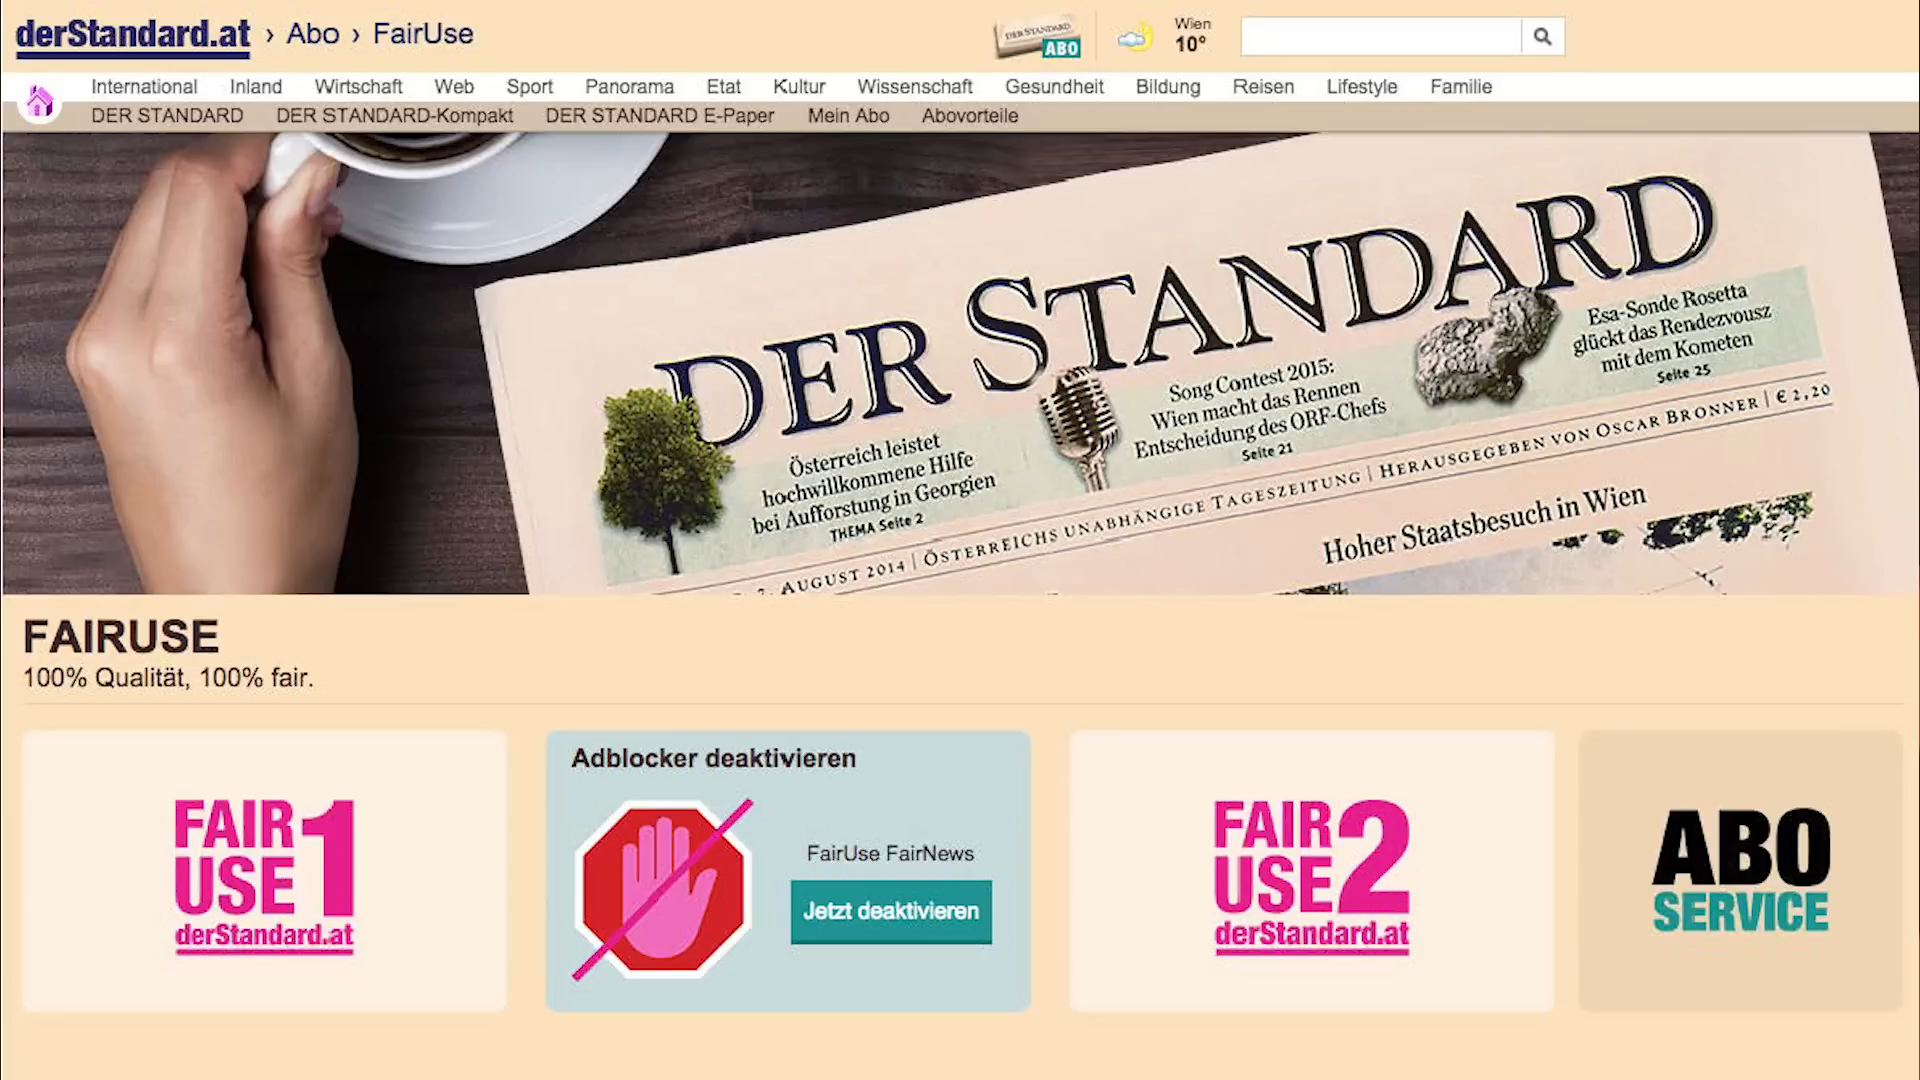 derStandard.at › Abo › FairUse
DER STANDARD
ABO
Wien
10°
International Inland Wirtschaft Web Sport Panorama Etat Kultur Wissenschaft Gesundheit Bildung Reisen Lifestyle Familie
DER STANDARD DER STANDARD-Kompakt DER STANDARD E-Paper Mein Abo Abovorteile
DER STANDARD
Österreich leistet
hochwillkommene Hilfe
bei Aufforstung in Georgien
THEMA Seite 2
Song Contest 2015:
Wien macht das Rennen
Entscheidung des ORF-Chefs
Seite 21
Esa-Sonde Rosetta
glückt das Rendezvousz
mit dem Kometen
Seite 25
7. AUGUST 2014 | ÖSTERREICHS UNABHÄNGIGE TAGESZEITUNG | HERAUSGEGEBEN VON OSCAR BRONNER | € 2,20
Hoher Staatsbesuch in Wien
FAIRUSE
100% Qualität, 100% fair.
FAIR
USE 1
derStandard.at
Adblocker deaktivieren
FairUse FairNews
Jetzt deaktivieren
FAIR
USE 2
derStandard.at
ABO
SERVICE